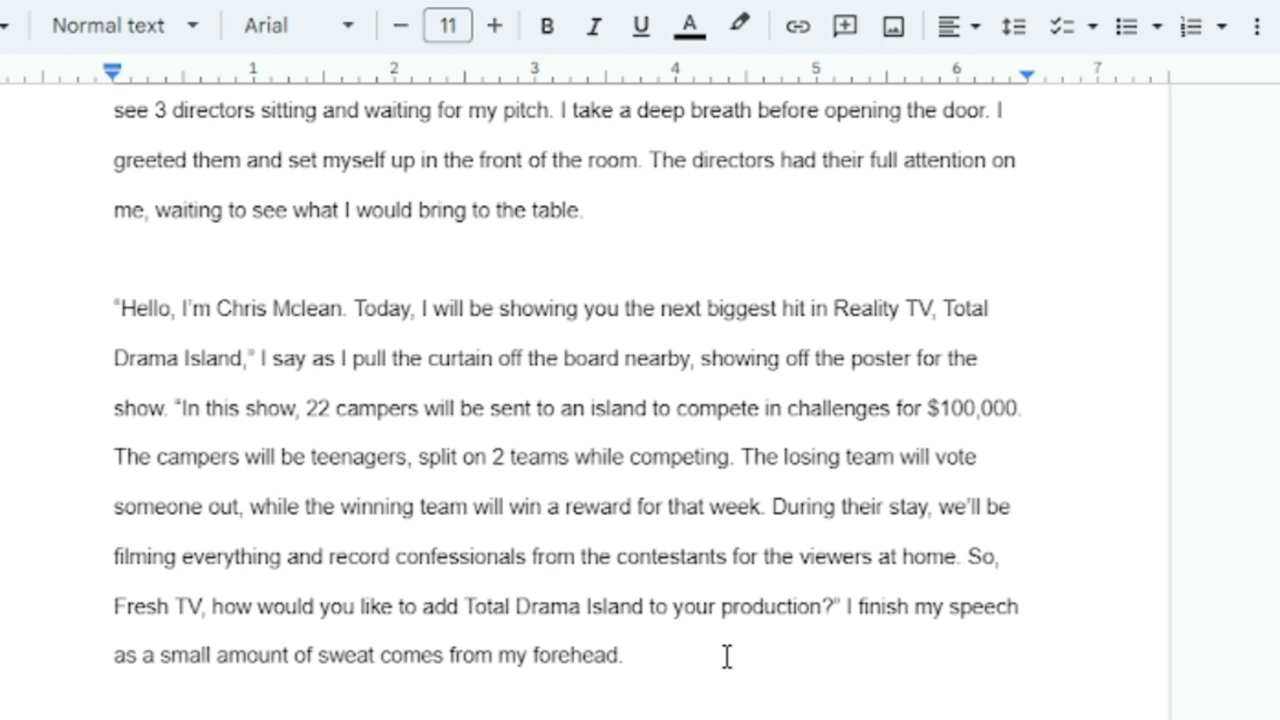 Normal text Arial 11 B I U A
1 2 3 4 5 6 7
see 3 directors sitting and waiting for my pitch. I take a deep breath before opening the door. I
greeted them and set myself up in the front of the room. The directors had their full attention on
me, waiting to see what I would bring to the table.
“Hello, I’m Chris Mclean. Today, I will be showing you the next biggest hit in Reality TV, Total
Drama Island,” I say as I pull the curtain off the board nearby, showing off the poster for the
show. “In this show, 22 campers will be sent to an island to compete in challenges for $100,000.
The campers will be teenagers, split on 2 teams while competing. The losing team will vote
someone out, while the winning team will win a reward for that week. During their stay, we’ll be
filming everything and record confessionals from the contestants for the viewers at home. So,
Fresh TV, how would you like to add Total Drama Island to your production?” I finish my speech
as a small amount of sweat comes from my forehead.